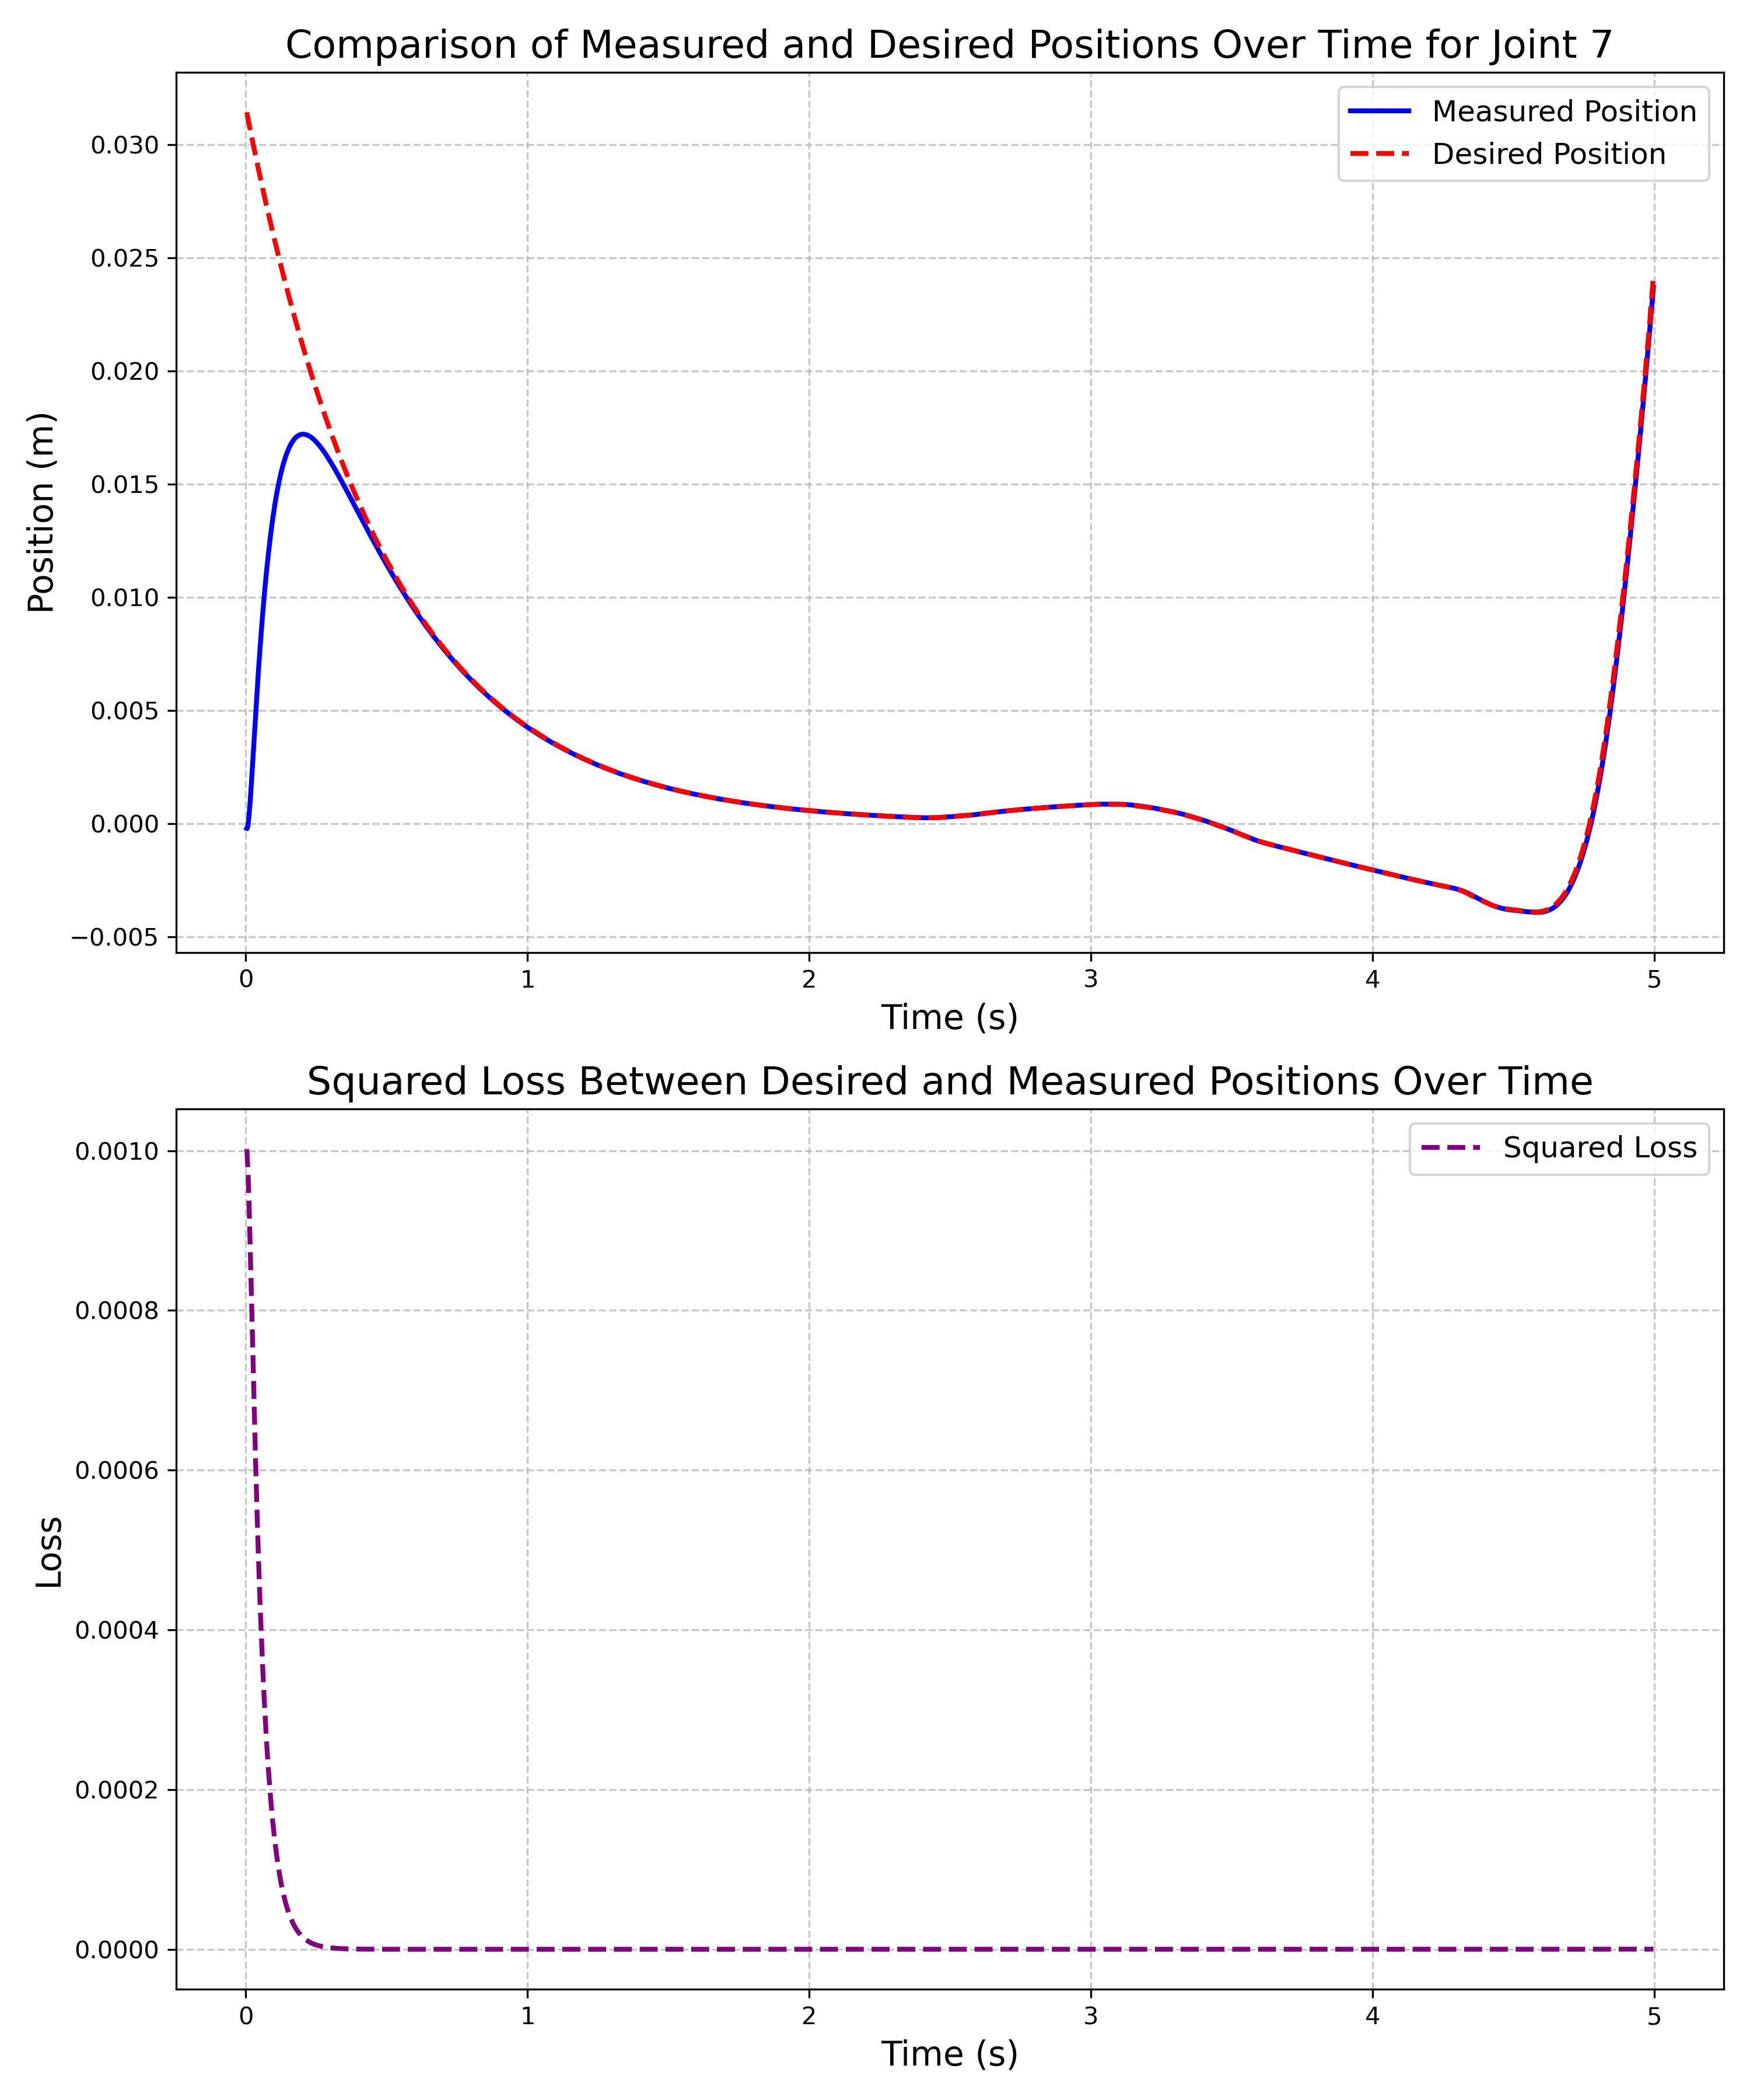 Comparison of Measured and Desired Positions Over Time for Joint 7
Measured Position
Desired Position
Position (m)
0.030
0.025
0.020
0.015
0.010
0.005
0.000
−0.005
0 1 2 3 4 5
Time (s)
Squared Loss Between Desired and Measured Positions Over Time
Squared Loss
Loss
0.0010
0.0008
0.0006
0.0004
0.0002
0.0000
0 1 2 3 4 5
Time (s)